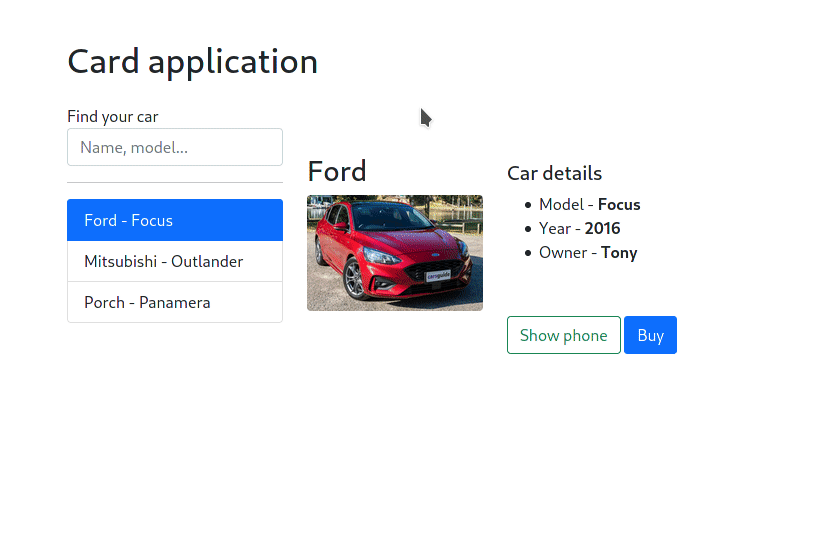 Card application
Find your car
Name, model...
Ford - Focus
Mitsubishi - Outlander
Porch - Panamera
Ford
Car details
Model - Focus
Year - 2016
Owner - Tony
Show phone
Buy